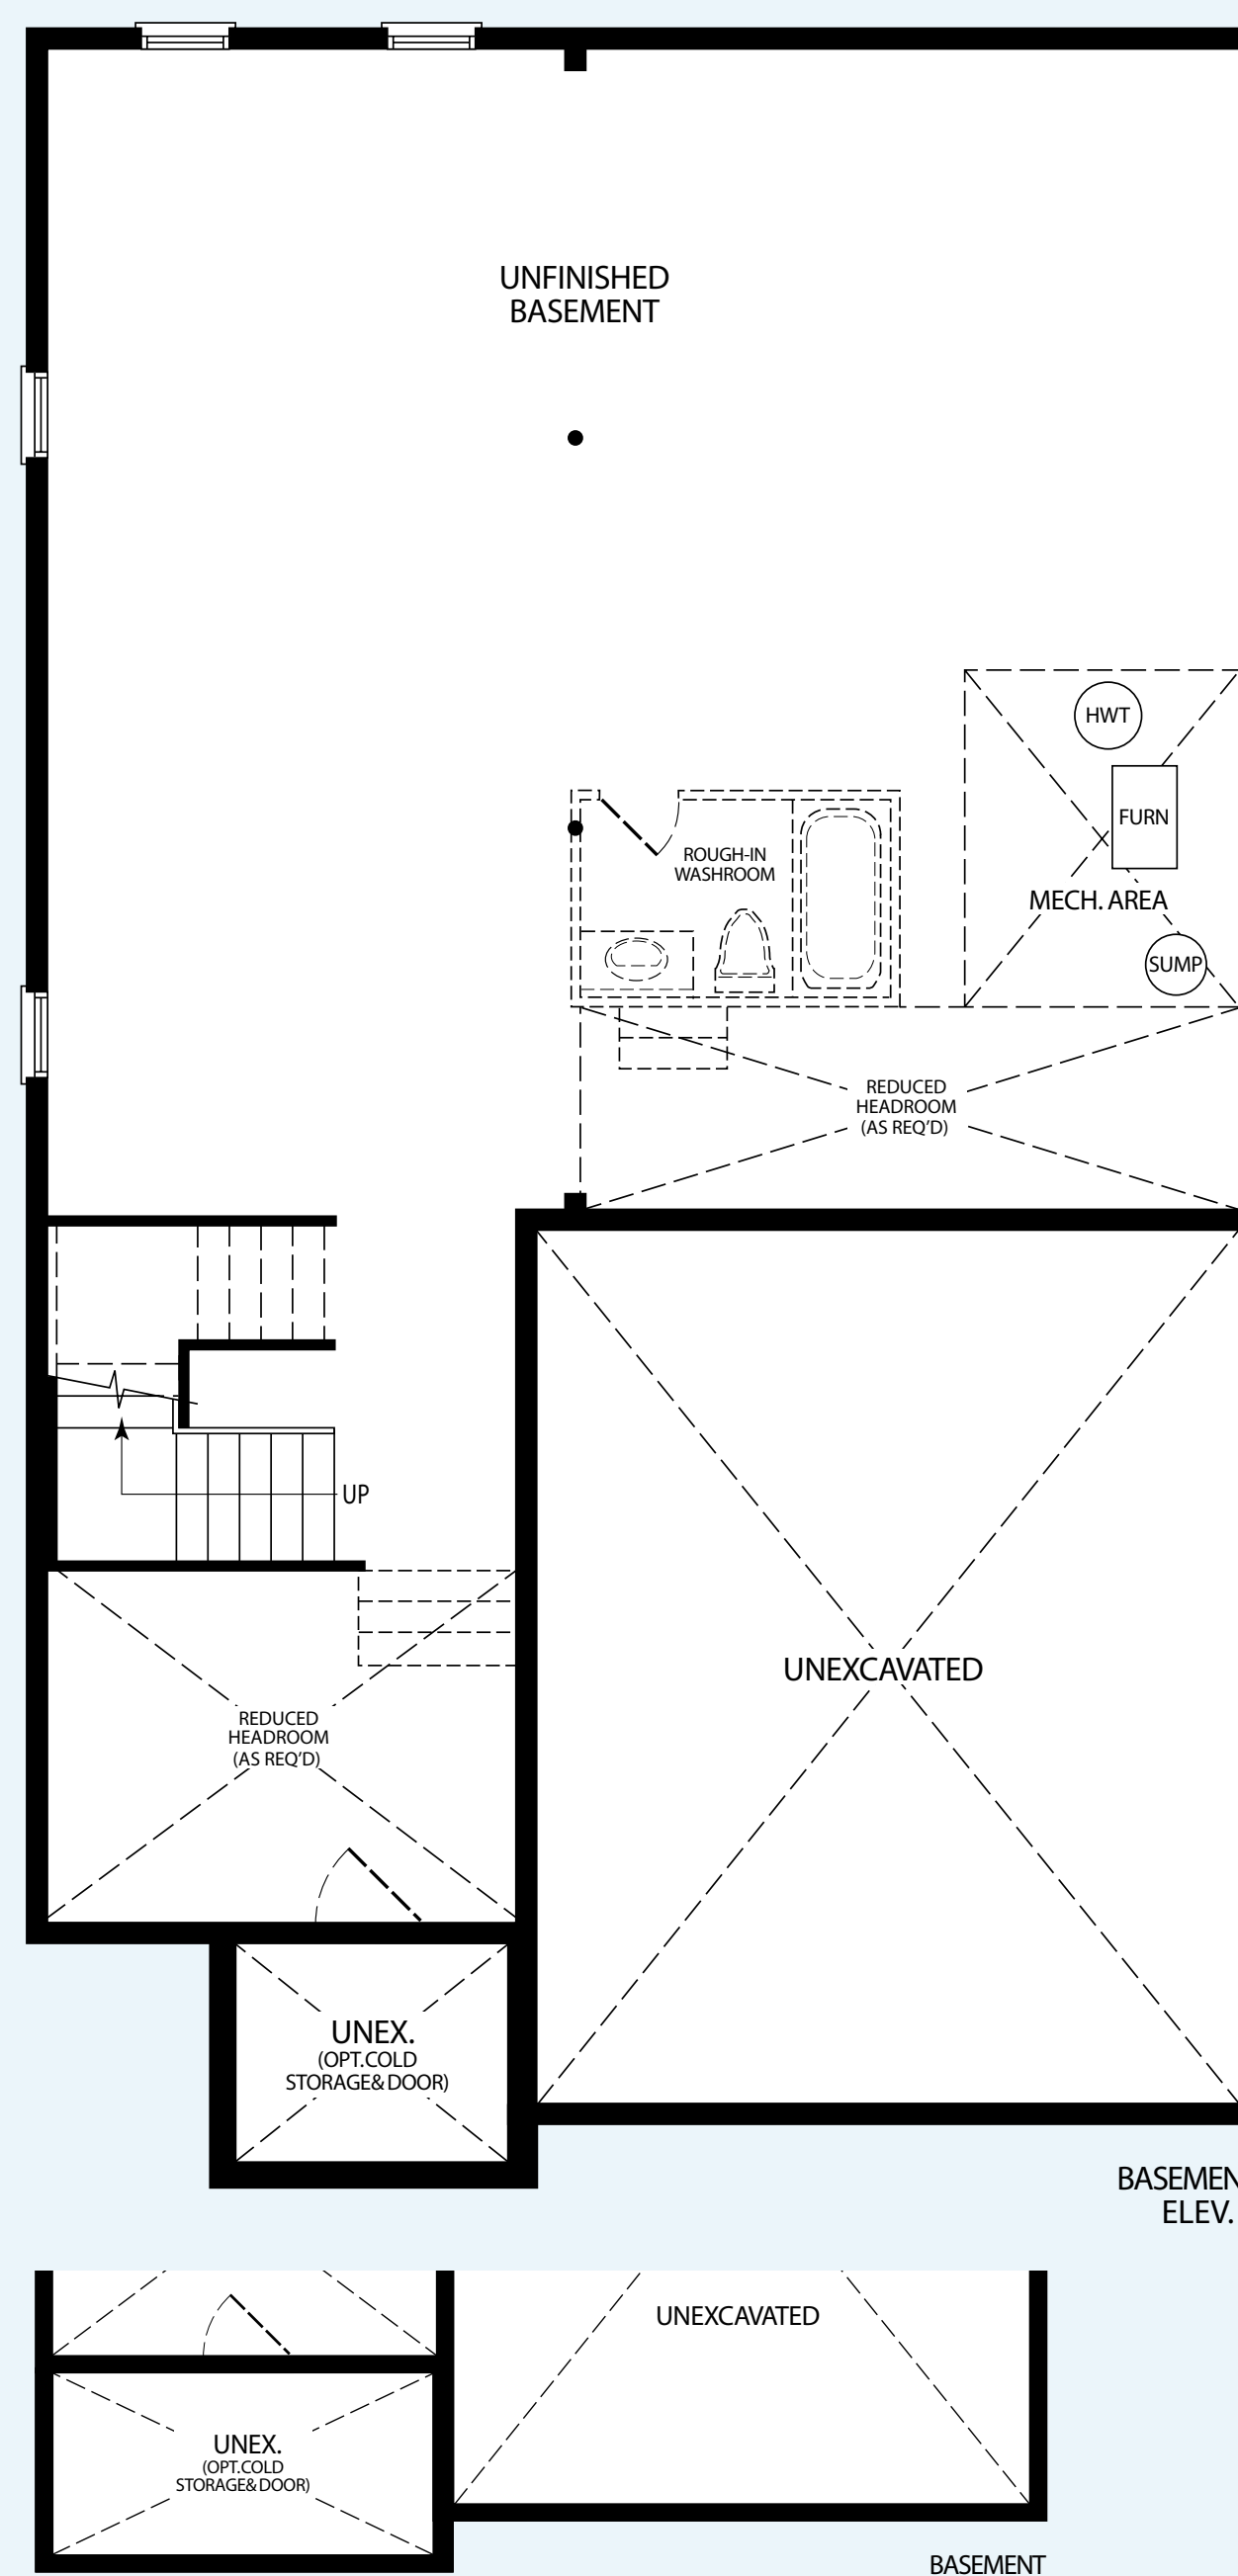 UNFINISHED
BASEMENT
HWT
FURN
ROUGH-IN
WASHROOM
MECH. AREA
SUMP
REDUCED
HEADROOM
(AS REQ'D)
UP
UNEXCAVATED
REDUCED
HEADROOM
(AS REQ'D)
UNEX.
(OPT.COLD
STORAGE& DOOR)
BASEMEN
ELEV.
UNEXCAVATED
UNEX.
(OPT.COLD
STORAGE& DOOR)
BASEMENT